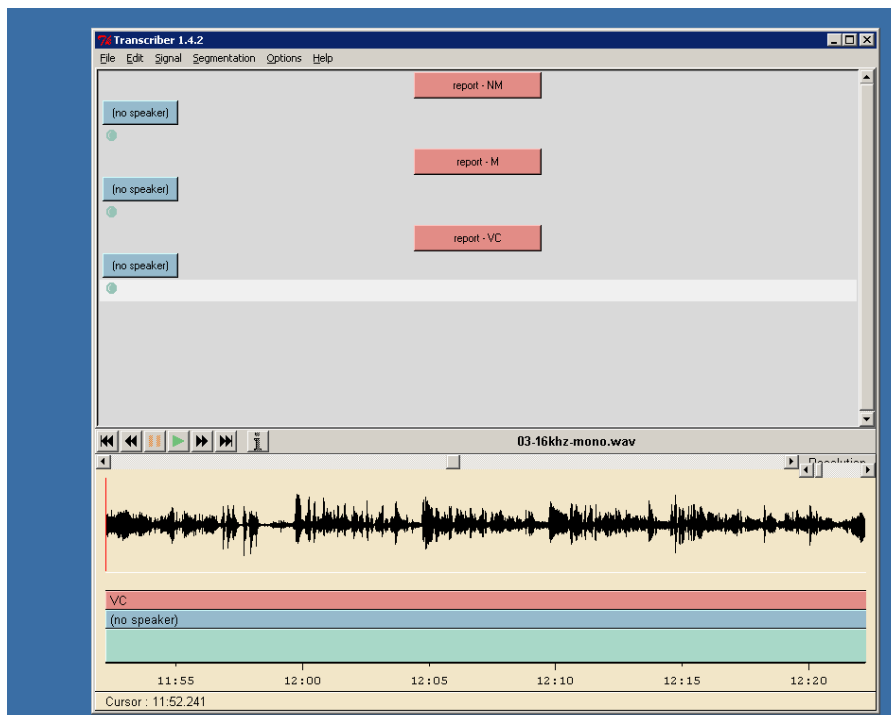 Transcriber 1.4.2
File Edit Signal Segmentation Options Help
report - NM
(no speaker)
report - M
(no speaker)
report - VC
(no speaker)
i
03-16khz-mono.wav
Resolution
VC
(no speaker)
11:55 12:00 12:05 12:10 12:15 12:20
Cursor : 11:52.241